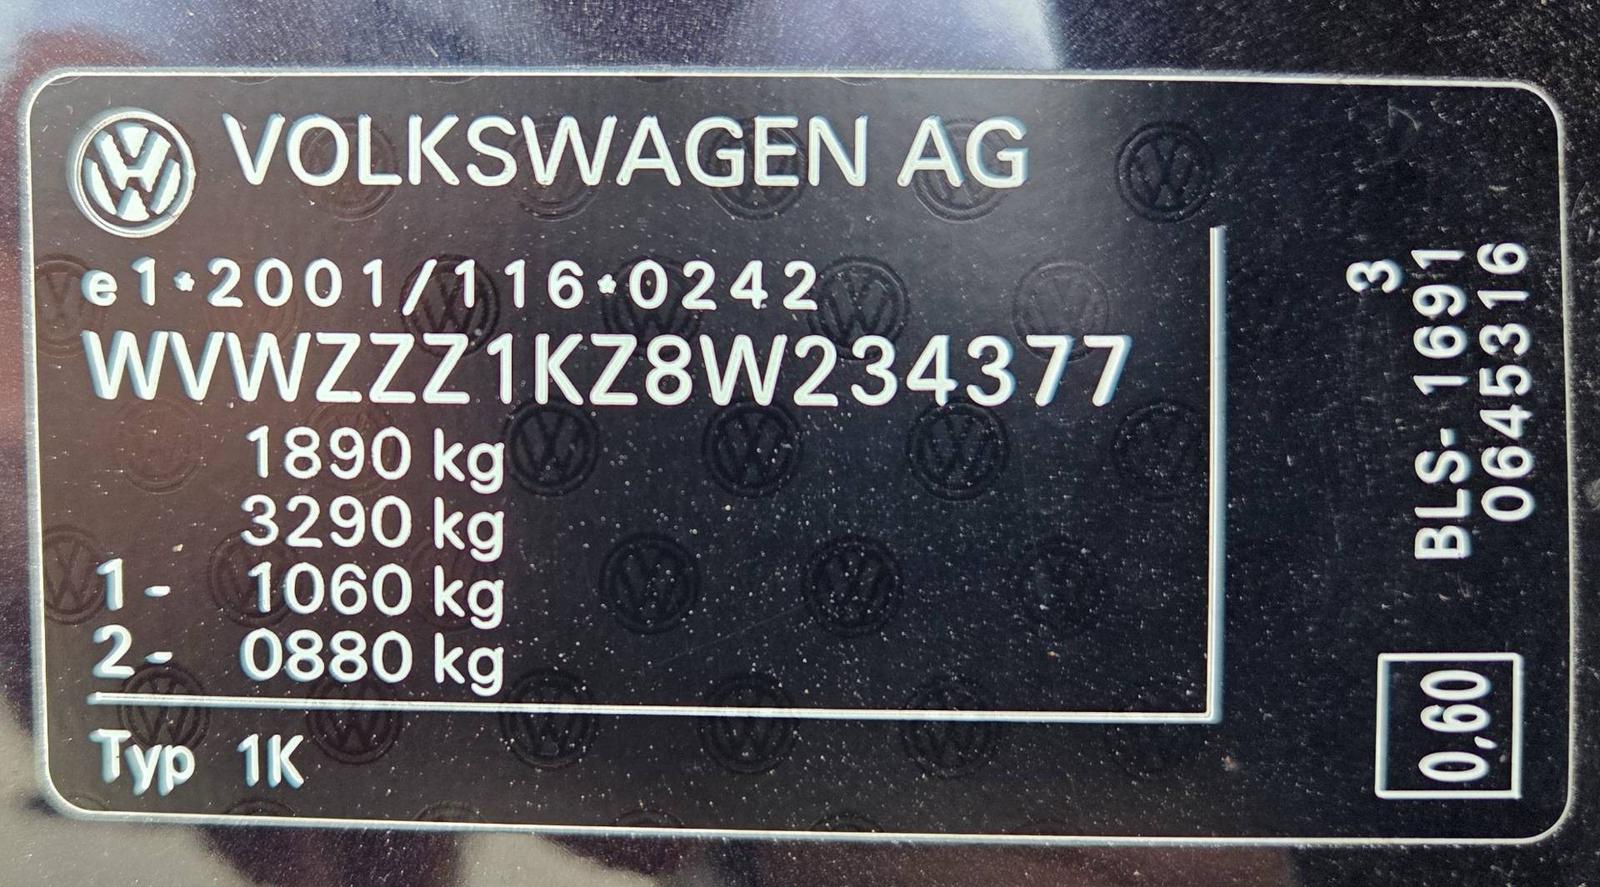 VOLKSWAGEN AG
e1*2001/116*0242
WVWZZZ1KZ8W234377
1890 kg
3290 kg
1- 1060 kg
2- 0880 kg
Typ 1K
3
BLS- 1691
0645316
0,60